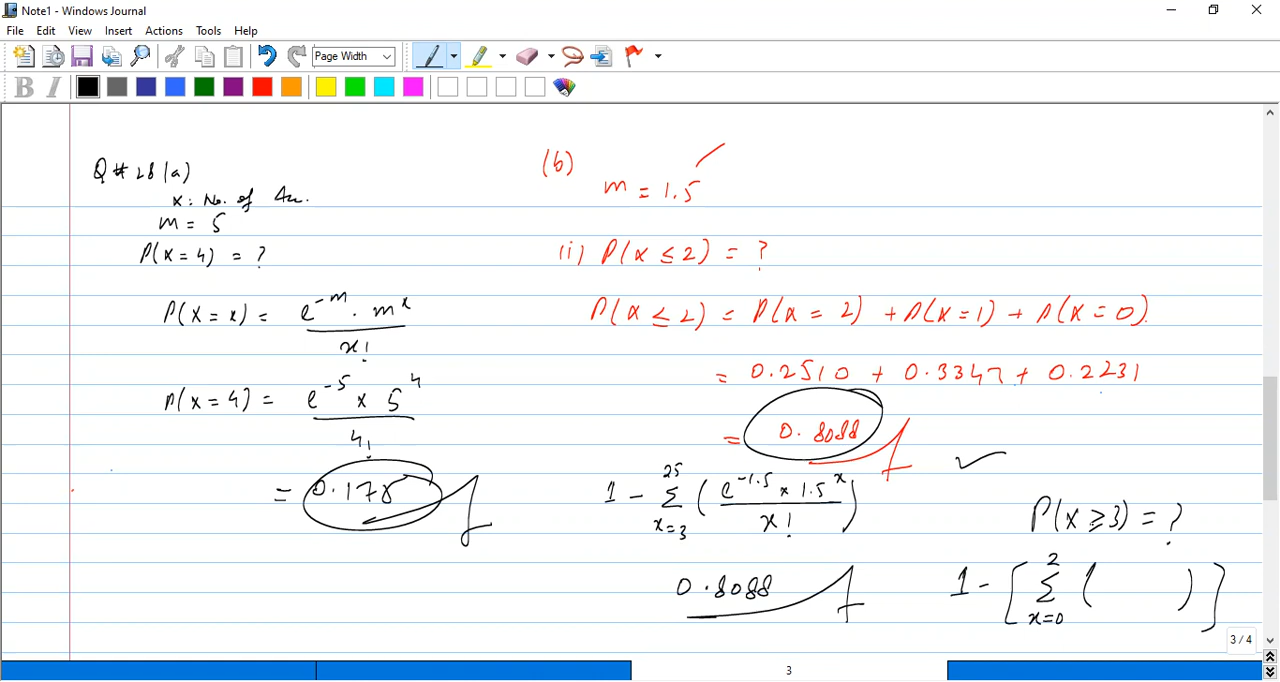 Note1 - Windows Journal
File Edit View Insert Actions Tools Help
Page Width
B I
Q # 28 (a)
x : No. of
m = 5
P(x = 4) = ?
P(X = x) = e^-m . m^x / x!
P(x = 4) = e^-5 x 5^4 / 4!
= 0.175
(b)
m = 1.5
(ii) P(x ≤ 2) = ?
P(x ≤ 2) = P(x = 2) + P(x = 1) + P(x = 0).
= 0.2510 + 0.3347 + 0.2231
= 0.8088
1 - Σ_{x=3}^{25} ( e^-1.5 x 1.5^x / x! )
0.8088
P(x ≥ 3) = ?
1 - [ Σ_{x=0}^{2} ( ) ]
3 / 4
3